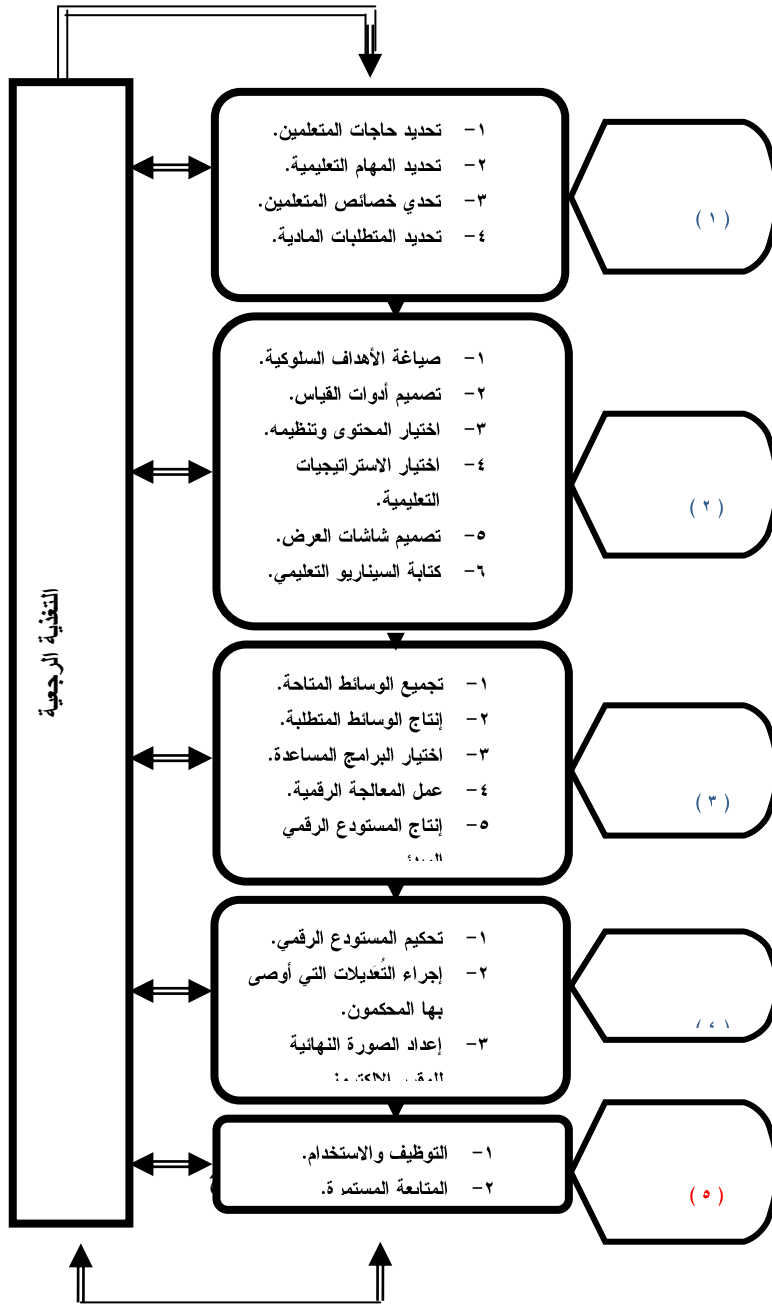 ١- تحديد حاجات المتعلمين.
٢- تحديد المهام التعليمية.
٣- تحدي خصائص المتعلمين.
٤- تحديد المتطلبات المادية.
( ١ )
١- صياغة الأهداف السلوكية.
٢- تصميم أدوات القياس.
٣- اختيار المحتوى وتنظيمه.
٤- اختيار الاستراتيجيات
التعليمية.
٥- تصميم شاشات العرض.
٦- كتابة السيناريو التعليمي.
( ٢ )
١- تجميع الوسائط المتاحة.
٢- إنتاج الوسائط المتطلبة.
٣- اختيار البرامج المساعدة.
٤- عمل المعالجة الرقمية.
٥- إنتاج المستودع الرقمي
( ٣ )
١- تحكيم المستودع الرقمي.
٢- إجراء التُعَديلات التي أوصى
بها المحكمون.
٣- إعداد الصورة النهائية
١- التوظيف والاستخدام.
٢- المتابعة المستمرة.
( ٥ )
التغذية الرجعية